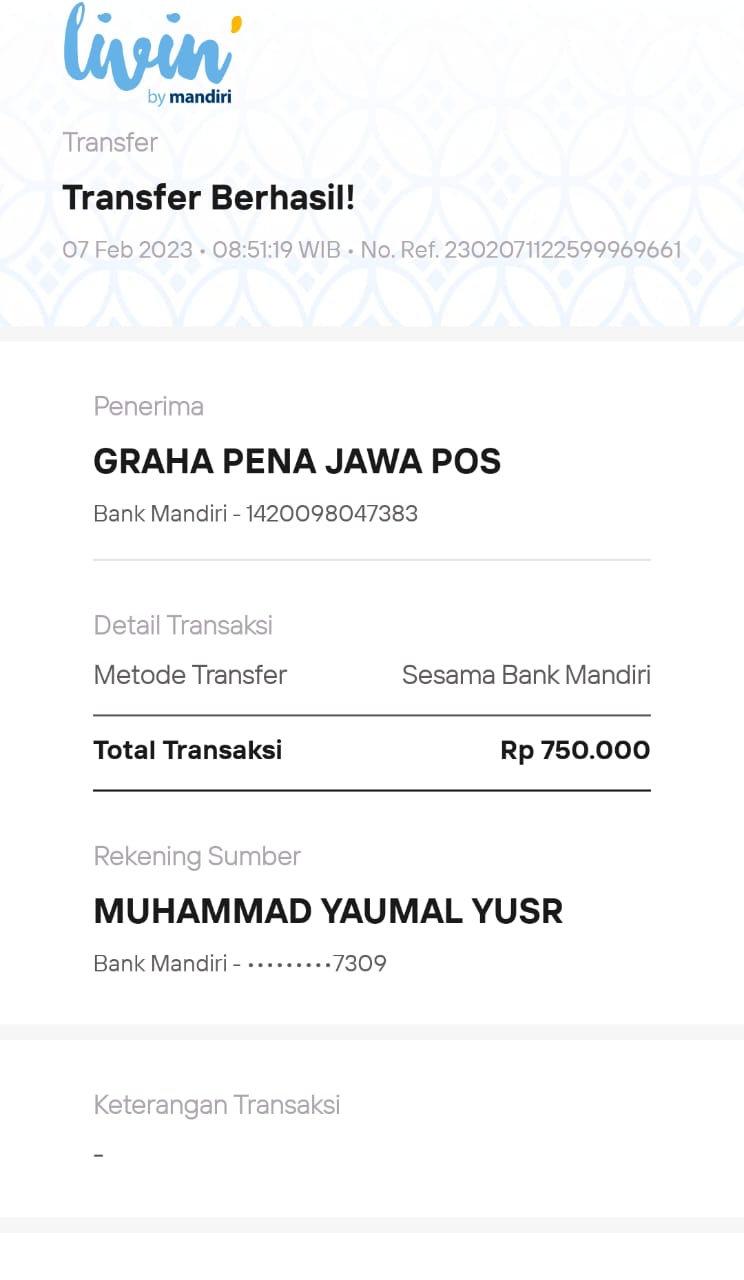 livin'
by mandiri
Transfer
Transfer Berhasil!
07 Feb 2023 • 08:51:19 WIB • No. Ref. 2302071122599969661
Penerima
GRAHA PENA JAWA POS
Bank Mandiri - 1420098047383
Detail Transaksi
Metode Transfer Sesama Bank Mandiri
Total Transaksi Rp 750.000
Rekening Sumber
MUHAMMAD YAUMAL YUSR
Bank Mandiri - •••••••••7309
Keterangan Transaksi
-